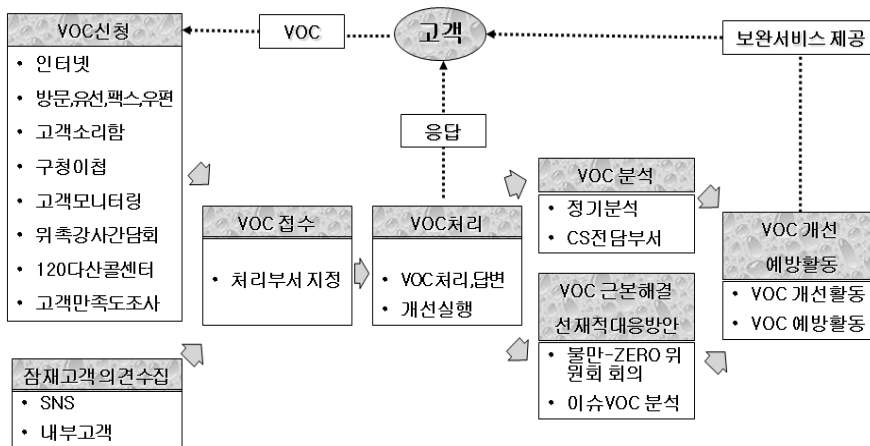 VOC신청
VOC
고객
보완서비스 제공
• 인터넷
• 방문,유선,팩스,우편
• 고객소리함
• 구청이첩
• 고객모니터링
• 위촉강사간담회
• 120다산콜센터
• 고객만족도조사
응답
잠재고객 의견수집
• SNS
• 내부고객
VOC 접수
• 처리부서 지정
VOC처리
• VOC처리,답변
• 개선실행
VOC 분석
• 정기분석
• CS전담부서
VOC 근본해결
선재적대응방안
• 불만-ZERO 위
원회 회의
• 이슈VOC 분석
VOC 개선
예방활동
• VOC 개선활동
• VOC 예방활동